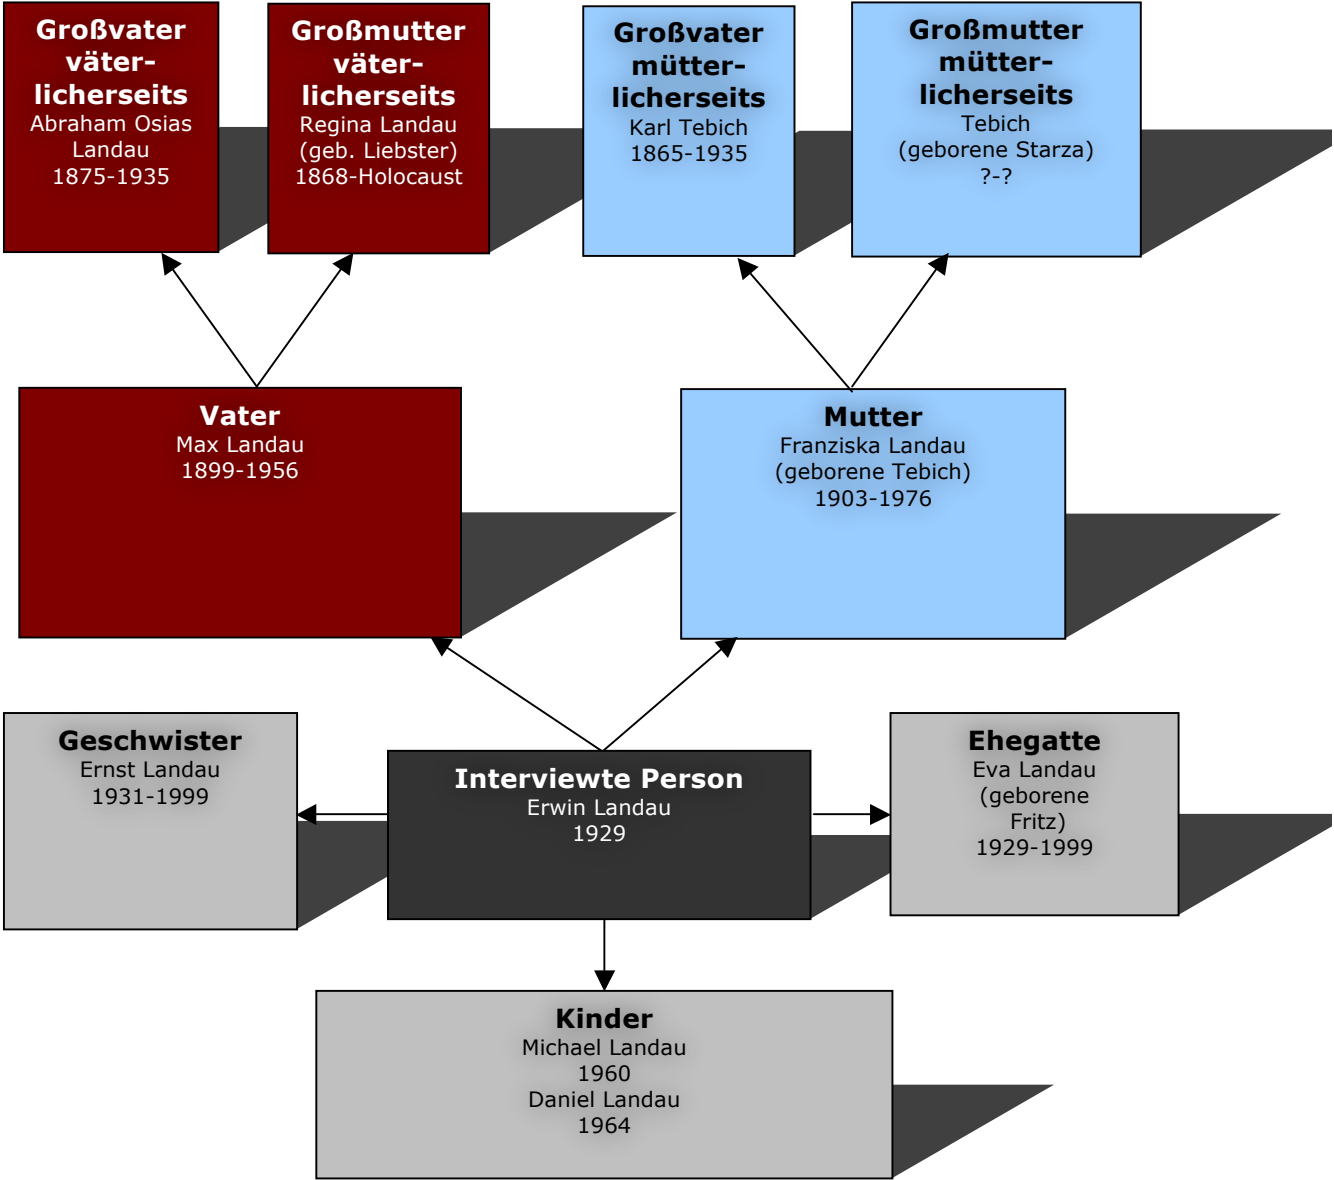 Großvater
väter-
licherseits
Abraham Osias
Landau
1875-1935
Großmutter
väter-
licherseits
Regina Landau
(geb. Liebster)
1868-Holocaust
Großvater
mütter-
licherseits
Karl Tebich
1865-1935
Großmutter
mütter-
licherseits
Tebich
(geborene Starza)
?-?
Vater
Max Landau
1899-1956
Mutter
Franziska Landau
(geborene Tebich)
1903-1976
Geschwister
Ernst Landau
1931-1999
Interviewte Person
Erwin Landau
1929
Ehegatte
Eva Landau
(geborene
Fritz)
1929-1999
Kinder
Michael Landau
1960
Daniel Landau
1964